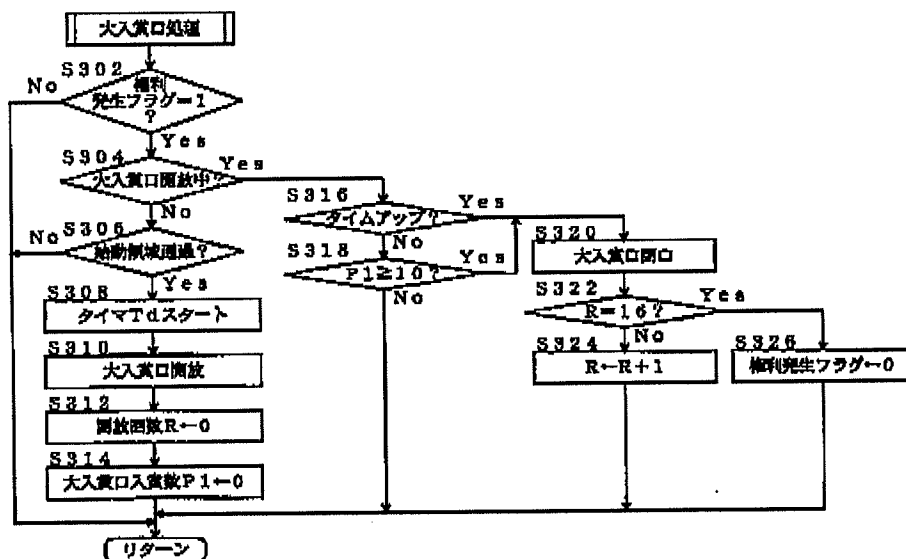 大入賞口処理
S302
権利
発生フラグ=1
?
No
Yes
S304
大入賞口開放中?
Yes
No
S306
始動領域通過?
No
Yes
S308
タイマTdスタート
S310
大入賞口開放
S312
開放回数R←0
S314
大入賞口入賞数P1←0
リターン
S316
タイムアップ?
Yes
No
S318
P1≧10?
Yes
No
S320
大入賞口閉口
S322
R=16?
Yes
No
S324
R←R+1
S326
権利発生フラグ←0